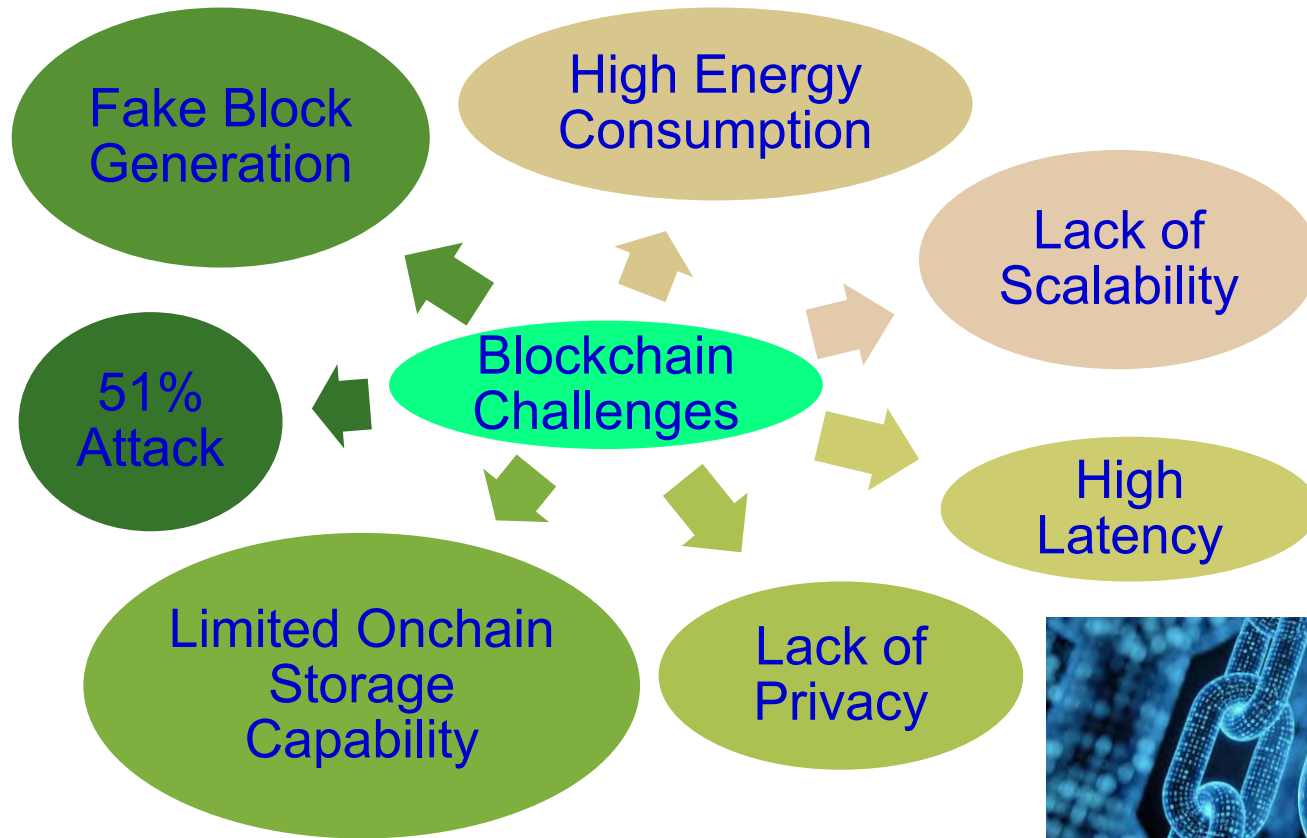 Fake Block
Generation
High Energy
Consumption
Lack of
Scalability
Blockchain
Challenges
51%
Attack
High
Latency
Limited Onchain
Storage
Capability
Lack of
Privacy